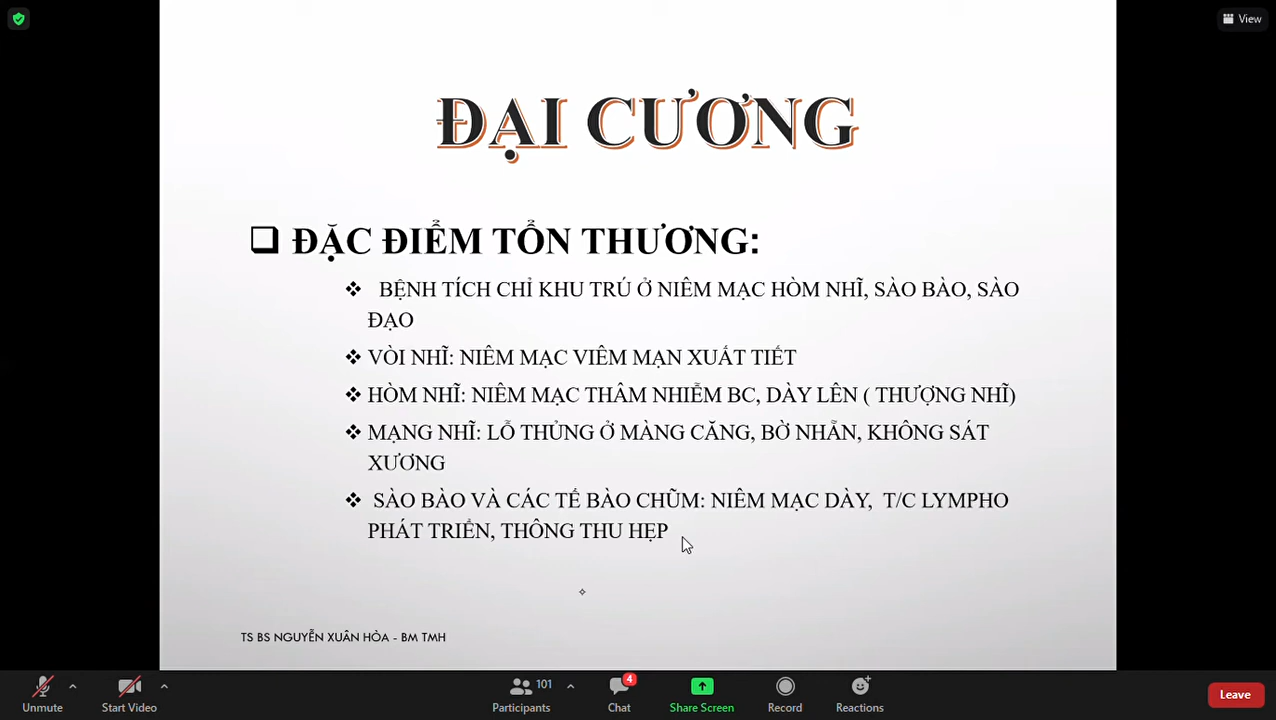 View
ĐẠI CƯƠNG
ĐẶC ĐIỂM TỔN THƯƠNG:
BỆNH TÍCH CHỈ KHU TRÚ Ở NIÊM MẠC HÒM NHĨ, SÀO BÀO, SÀO
ĐẠO
VÒI NHĨ: NIÊM MẠC VIÊM MẠN XUẤT TIẾT
HÒM NHĨ: NIÊM MẠC THÂM NHIỄM BC, DÀY LÊN ( THƯỢNG NHĨ)
MẠNG NHĨ: LỖ THỦNG Ở MÀNG CĂNG, BỜ NHẴN, KHÔNG SÁT
XƯƠNG
SÀO BÀO VÀ CÁC TẾ BÀO CHŨM: NIÊM MẠC DÀY, T/C LYMPHO
PHÁT TRIỂN, THÔNG THU HẸP
TS BS NGUYỄN XUÂN HÒA - BM TMH
Unmute
Start Video
101
Participants
4
Chat
Share Screen
Record
Reactions
Leave